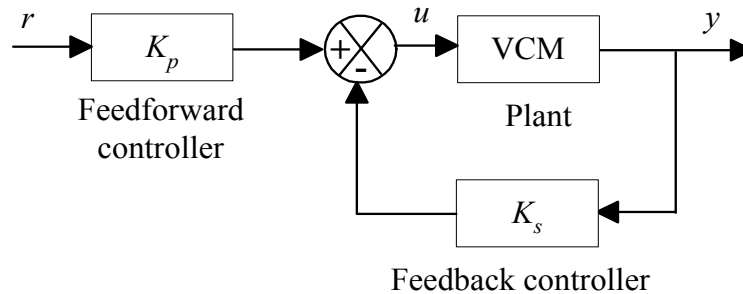 r
K_p
Feedforward
controller
+
-
u
VCM
Plant
y
K_s
Feedback controller